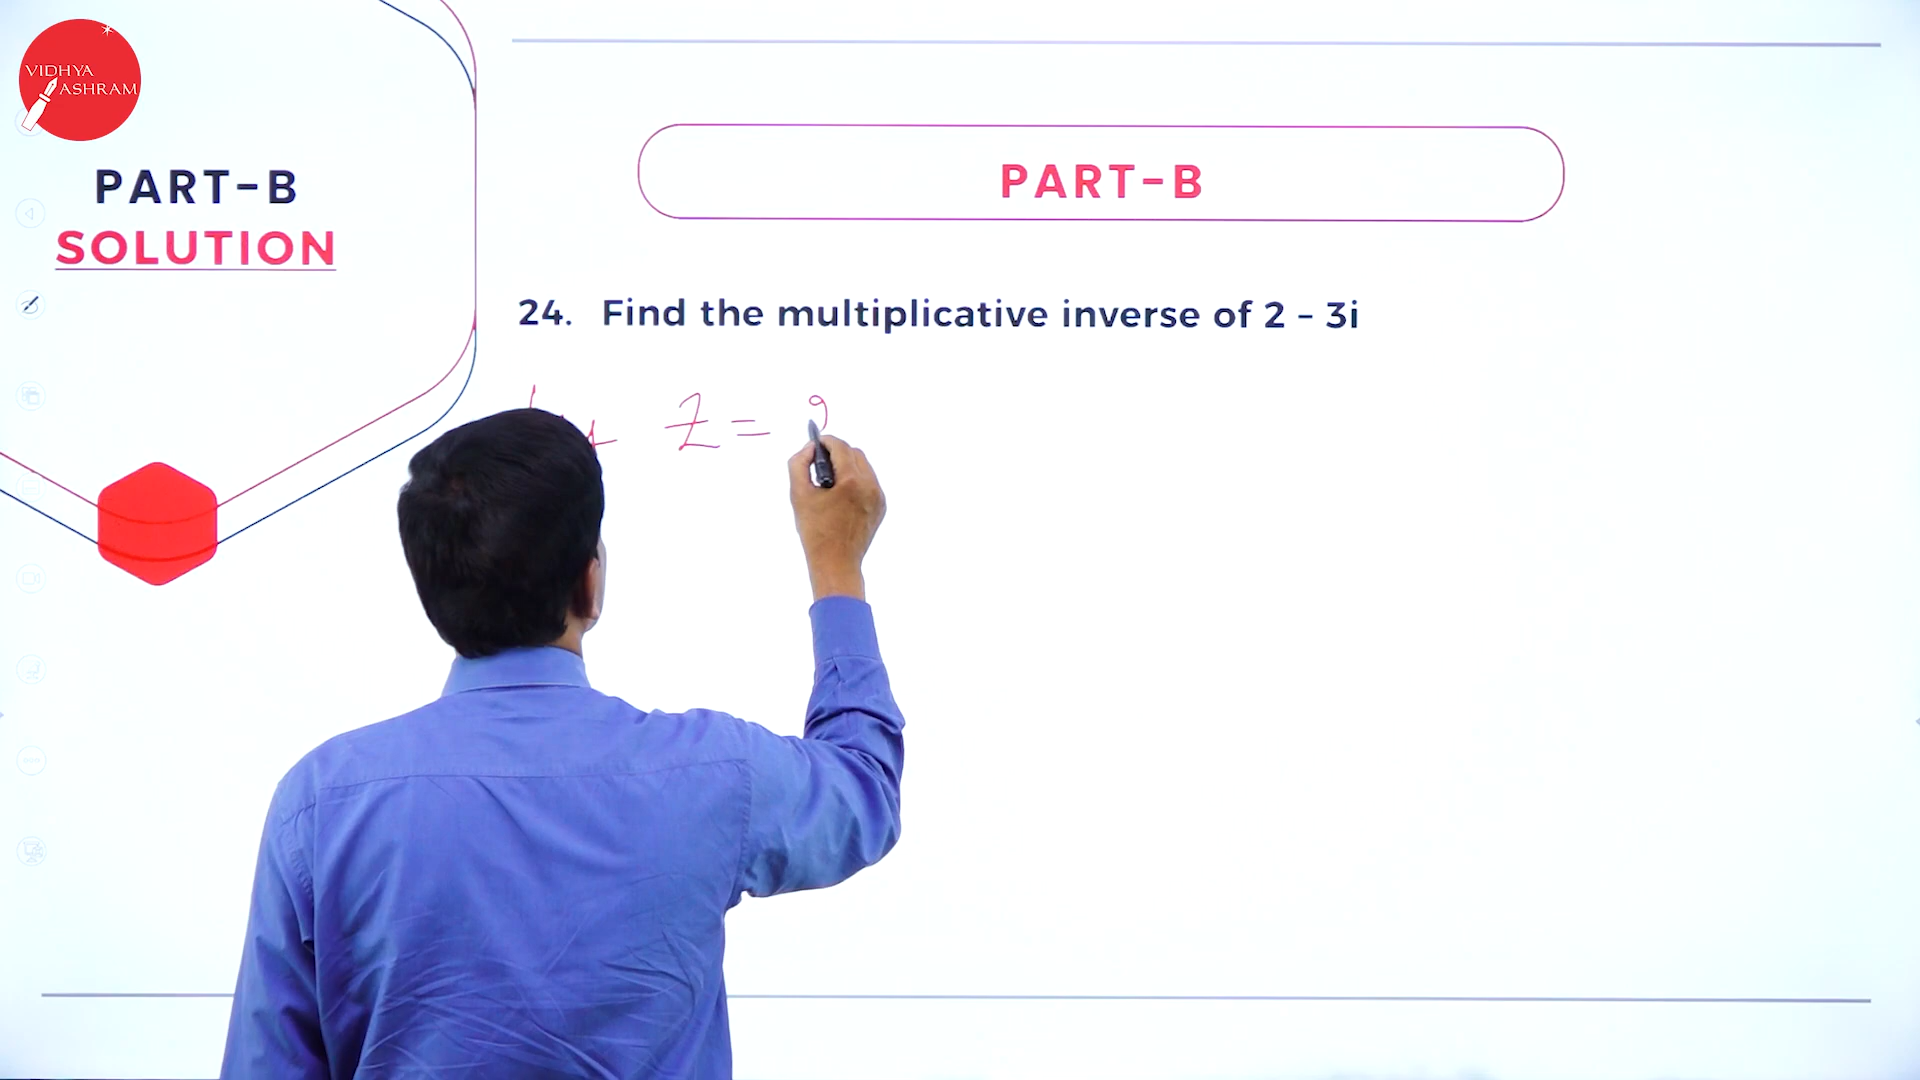 VIDHYA
ASHRAM
PART-B
SOLUTION
PART-B
24. Find the multiplicative inverse of 2 - 3i
Z =